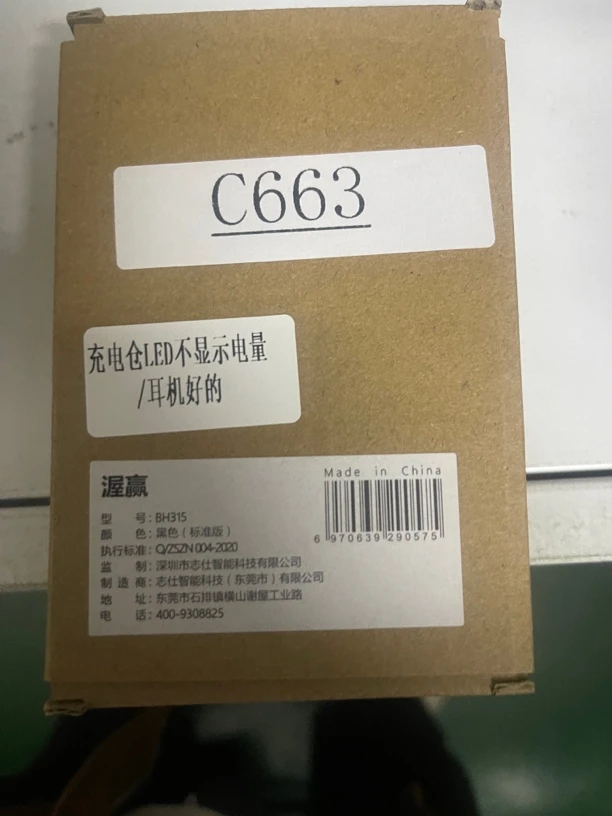 C663
充电仓LED不显示电量
/耳机好的
渥赢
Made in China
型 号: BH315
颜 色: 黑色（标准版）
执行标准: Q/ZSZN 004-2020
监 制: 深圳市志仕智能科技有限公司
制 造 商: 志仕智能科技（东莞市）有限公司
地 址: 东莞市石排镇横山谢屋工业路
电 话: 400-9308825
6 970639 290575